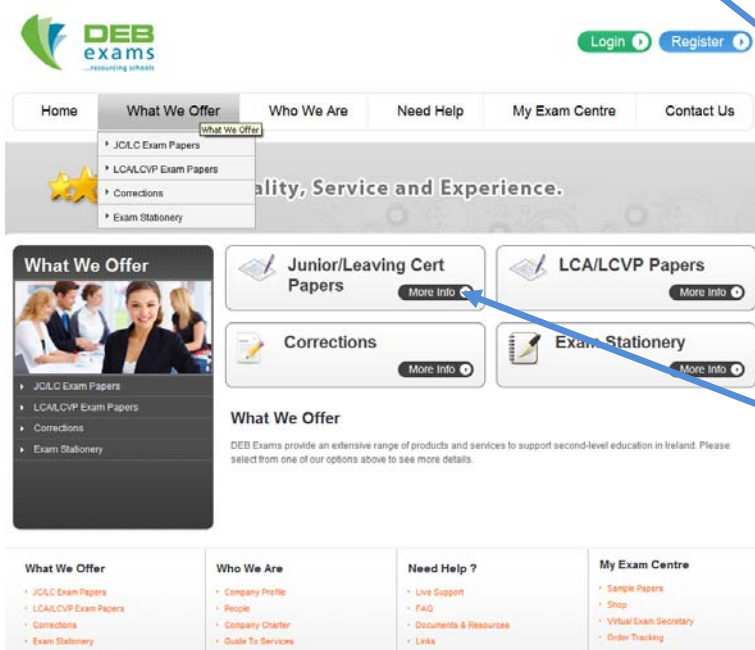 DEB
exams
...resourcing schools
Login
Register
Home
What We Offer
Who We Are
Need Help
My Exam Centre
Contact Us
What We Offer
JC/LC Exam Papers
LCA/LCVP Exam Papers
Corrections
Exam Stationery
ality, Service and Experience.
What We Offer
JC/LC Exam Papers
LCA/LCVP Exam Papers
Corrections
Exam Stationery
Junior/Leaving Cert
Papers
More Info
LCA/LCVP Papers
More Info
Corrections
More Info
Exam Stationery
More Info
What We Offer
DEB Exams provide an extensive range of products and services to support second-level education in Ireland. Please
select from one of our options above to see more details.
What We Offer
JC/LC Exam Papers
LCA/LCVP Exam Papers
Corrections
Exam Stationery
Who We Are
Company Profile
People
Company Charter
Guide To Services
Need Help ?
Live Support
FAQ
Documents & Resources
Links
My Exam Centre
Sample Papers
Shop
Virtual Exam Secretary
Order Tracking